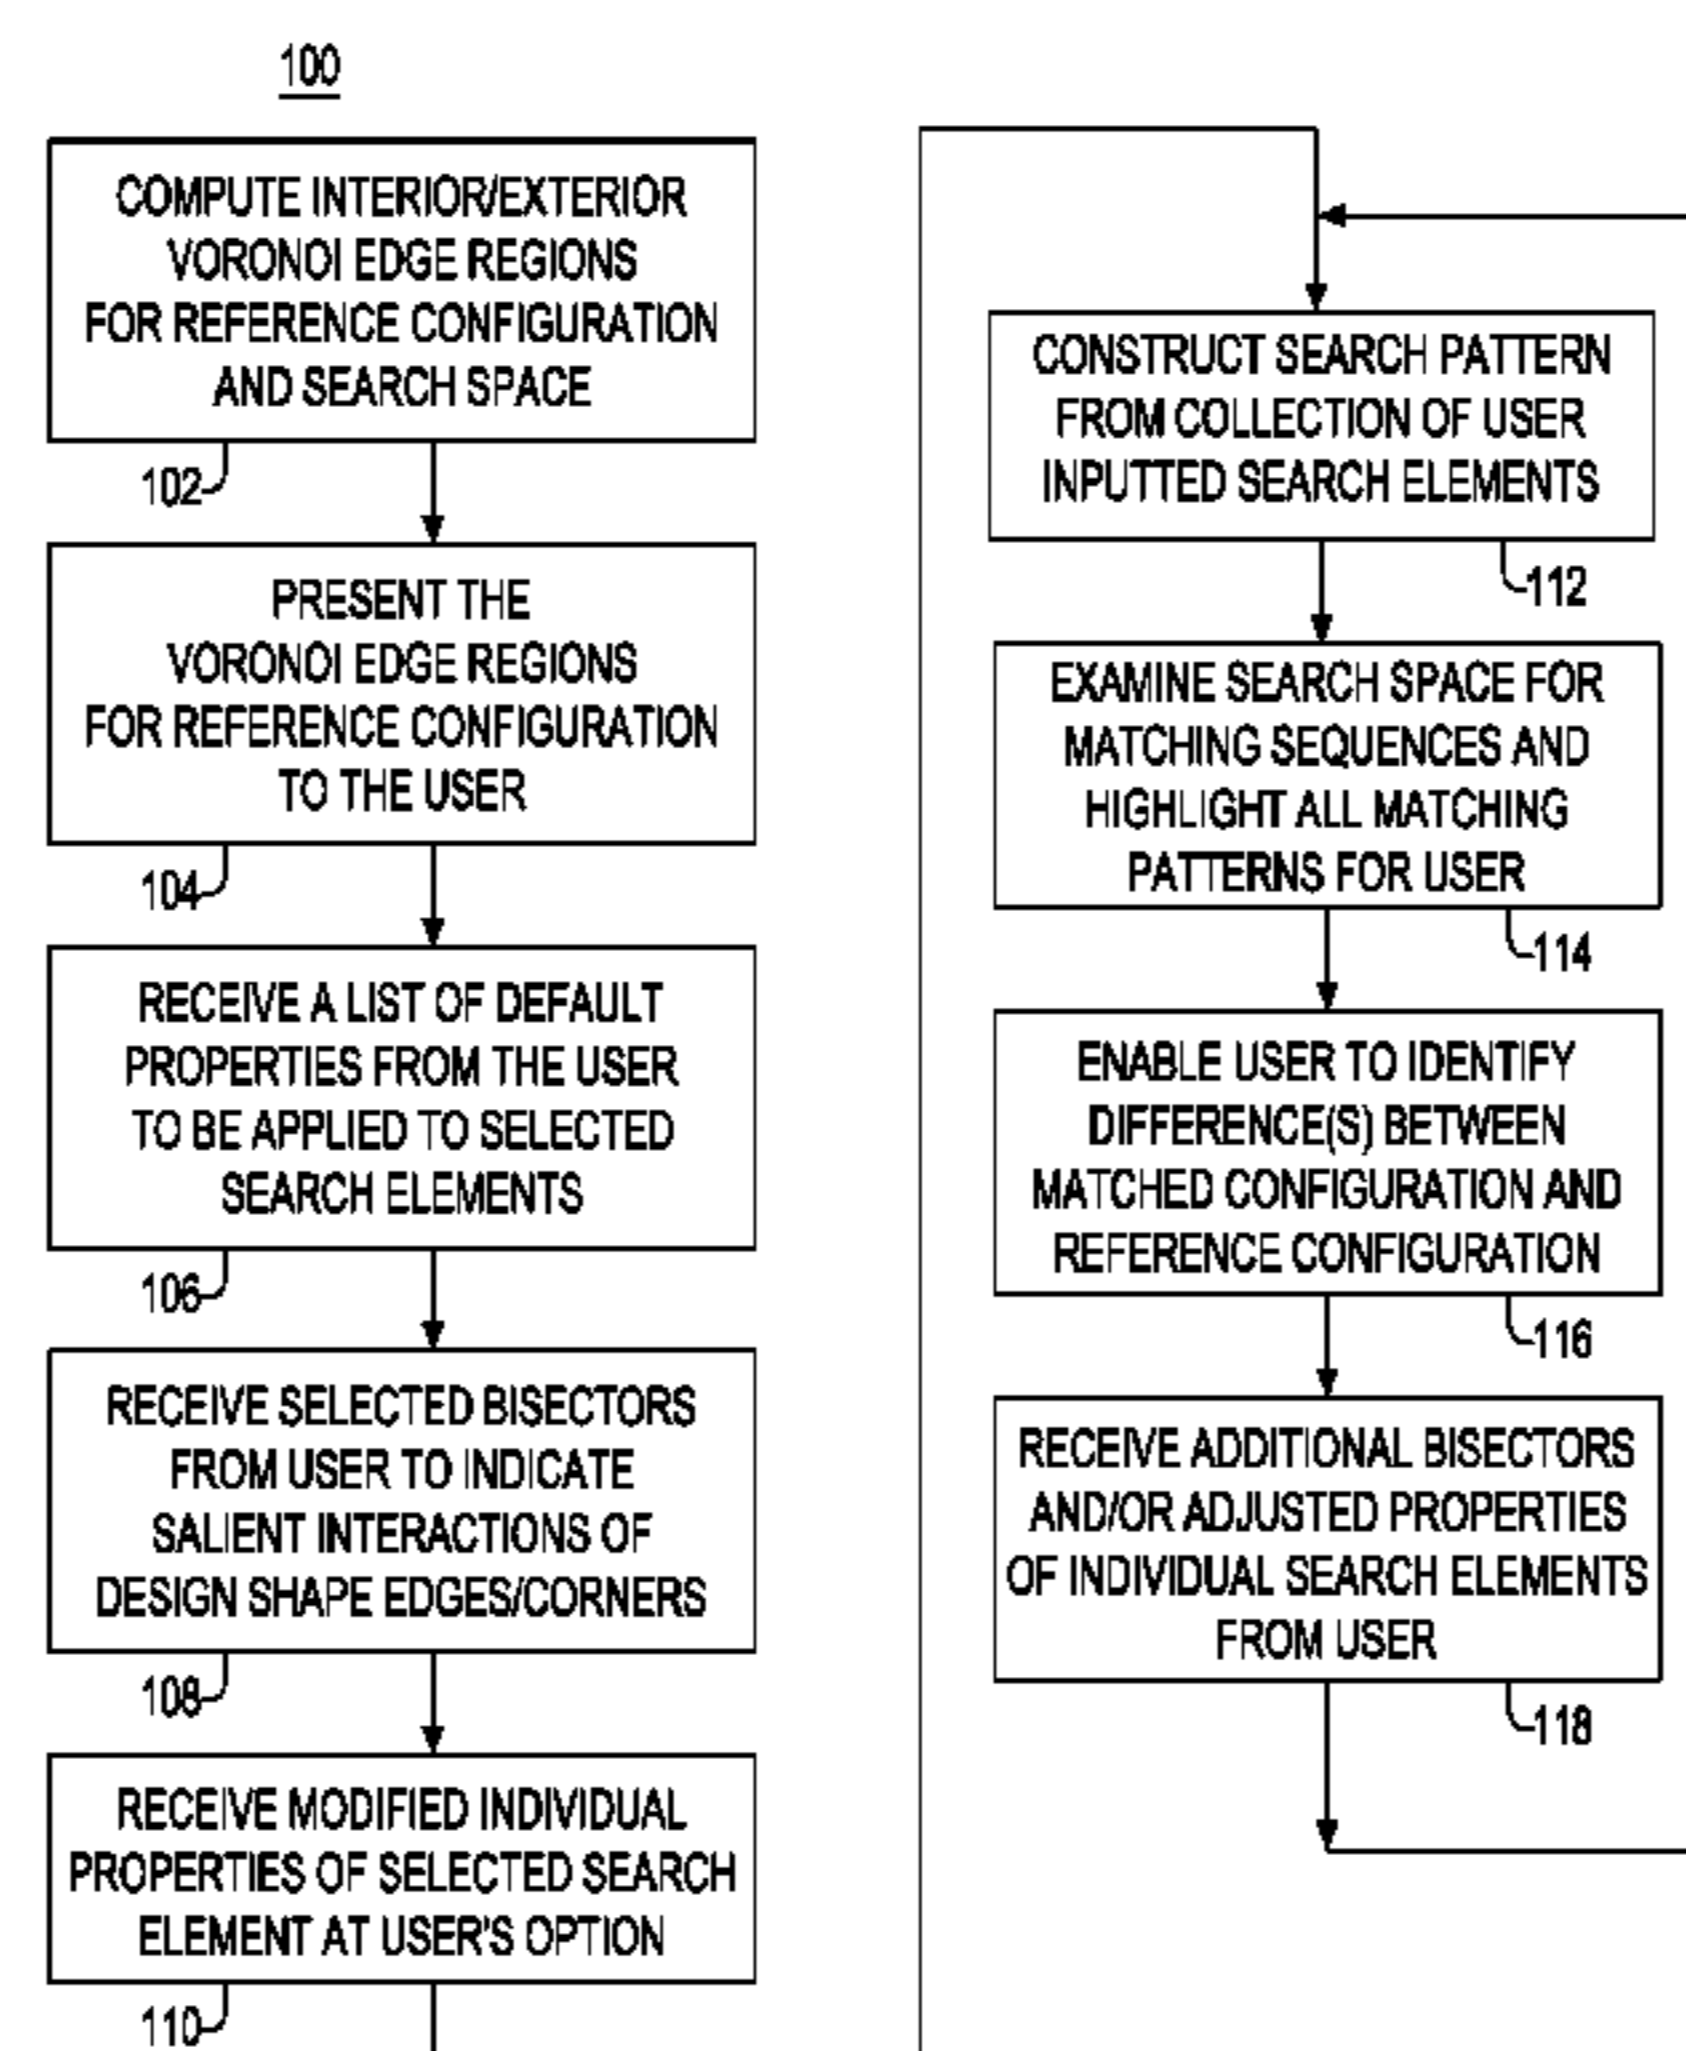 100
COMPUTE INTERIOR/EXTERIOR
VORONOI EDGE REGIONS
FOR REFERENCE CONFIGURATION
AND SEARCH SPACE
102
PRESENT THE
VORONOI EDGE REGIONS
FOR REFERENCE CONFIGURATION
TO THE USER
104
RECEIVE A LIST OF DEFAULT
PROPERTIES FROM THE USER
TO BE APPLIED TO SELECTED
SEARCH ELEMENTS
106
RECEIVE SELECTED BISECTORS
FROM USER TO INDICATE
SALIENT INTERACTIONS OF
DESIGN SHAPE EDGES/CORNERS
108
RECEIVE MODIFIED INDIVIDUAL
PROPERTIES OF SELECTED SEARCH
ELEMENT AT USER'S OPTION
110
CONSTRUCT SEARCH PATTERN
FROM COLLECTION OF USER
INPUTTED SEARCH ELEMENTS
112
EXAMINE SEARCH SPACE FOR
MATCHING SEQUENCES AND
HIGHLIGHT ALL MATCHING
PATTERNS FOR USER
114
ENABLE USER TO IDENTIFY
DIFFERENCE(S) BETWEEN
MATCHED CONFIGURATION AND
REFERENCE CONFIGURATION
116
RECEIVE ADDITIONAL BISECTORS
AND/OR ADJUSTED PROPERTIES
OF INDIVIDUAL SEARCH ELEMENTS
FROM USER
118